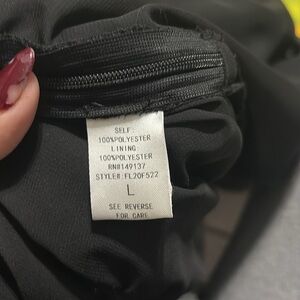 SELF:
100%POLYESTER
LINING:
100%POLYESTER
RN#149137
STYLE#:FL20F522
L
SEE REVERSE
FOR CARE